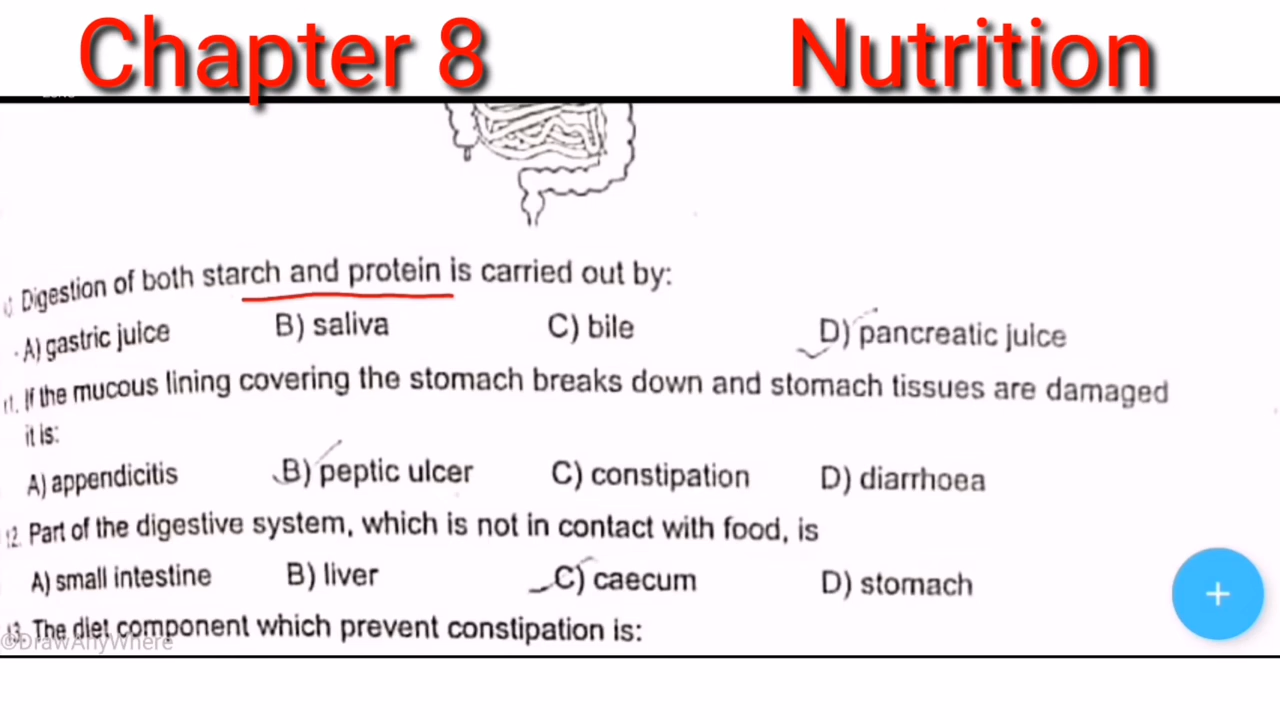 Chapter 8 Nutrition
Digestion of both starch and protein is carried out by:
A) gastric juice B) saliva C) bile D) pancreatic juice
11. If the mucous lining covering the stomach breaks down and stomach tissues are damaged
it is:
A) appendicitis B) peptic ulcer C) constipation D) diarrhoea
12. Part of the digestive system, which is not in contact with food, is
A) small intestine B) liver C) caecum D) stomach
13. The diet component which prevent constipation is:
©DrawAnyWhere